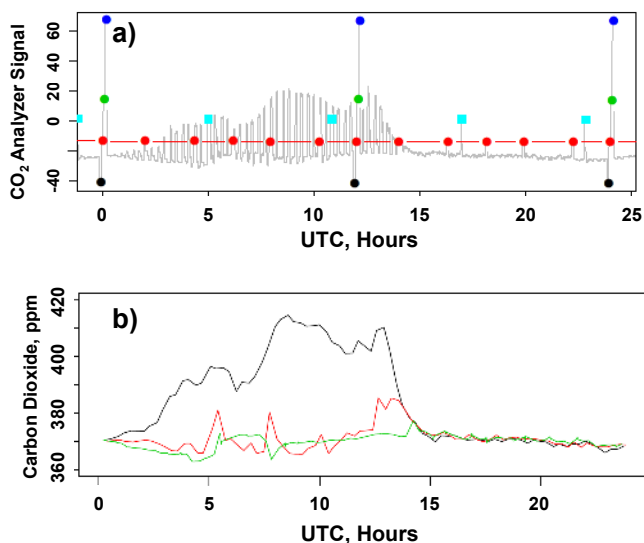 a)
CO2 Analyzer Signal
60
20
0
-40
0 5 10 15 20 25
UTC, Hours
b)
Carbon Dioxide, ppm
420
400
380
360
0 5 10 15 20
UTC, Hours